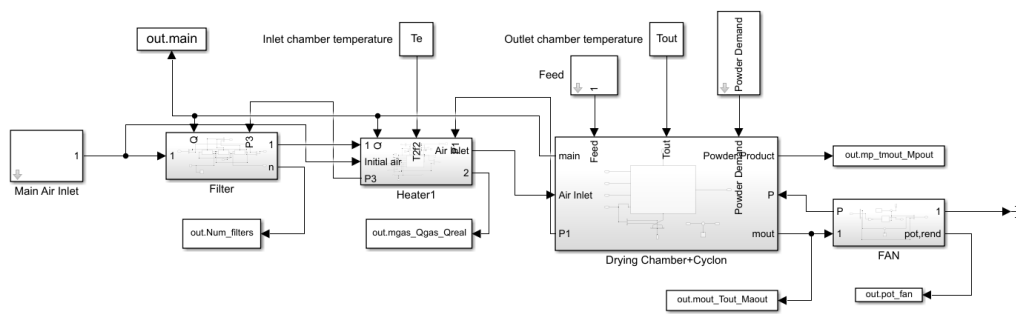 out.main
Inlet chamber temperature
Te
Outlet chamber temperature
Tout
Powder Demand
Feed
1
Main Air Inlet
1
1
Q
P3
1
n
Filter
1
Q
T2f2
P1
Initial air
P3
Air Inlet
2
Heater1
main
Feed
Tout
Powder Demand
Powder Product
Air Inlet
P
P1
mout
Drying Chamber+Cyclon
out.mp_tmout_Mpout
P
1
1
pot,rend
FAN
out.Num_filters
out.mgas_Qgas_Qreal
out.mout_Tout_Maout
out.pot_fan